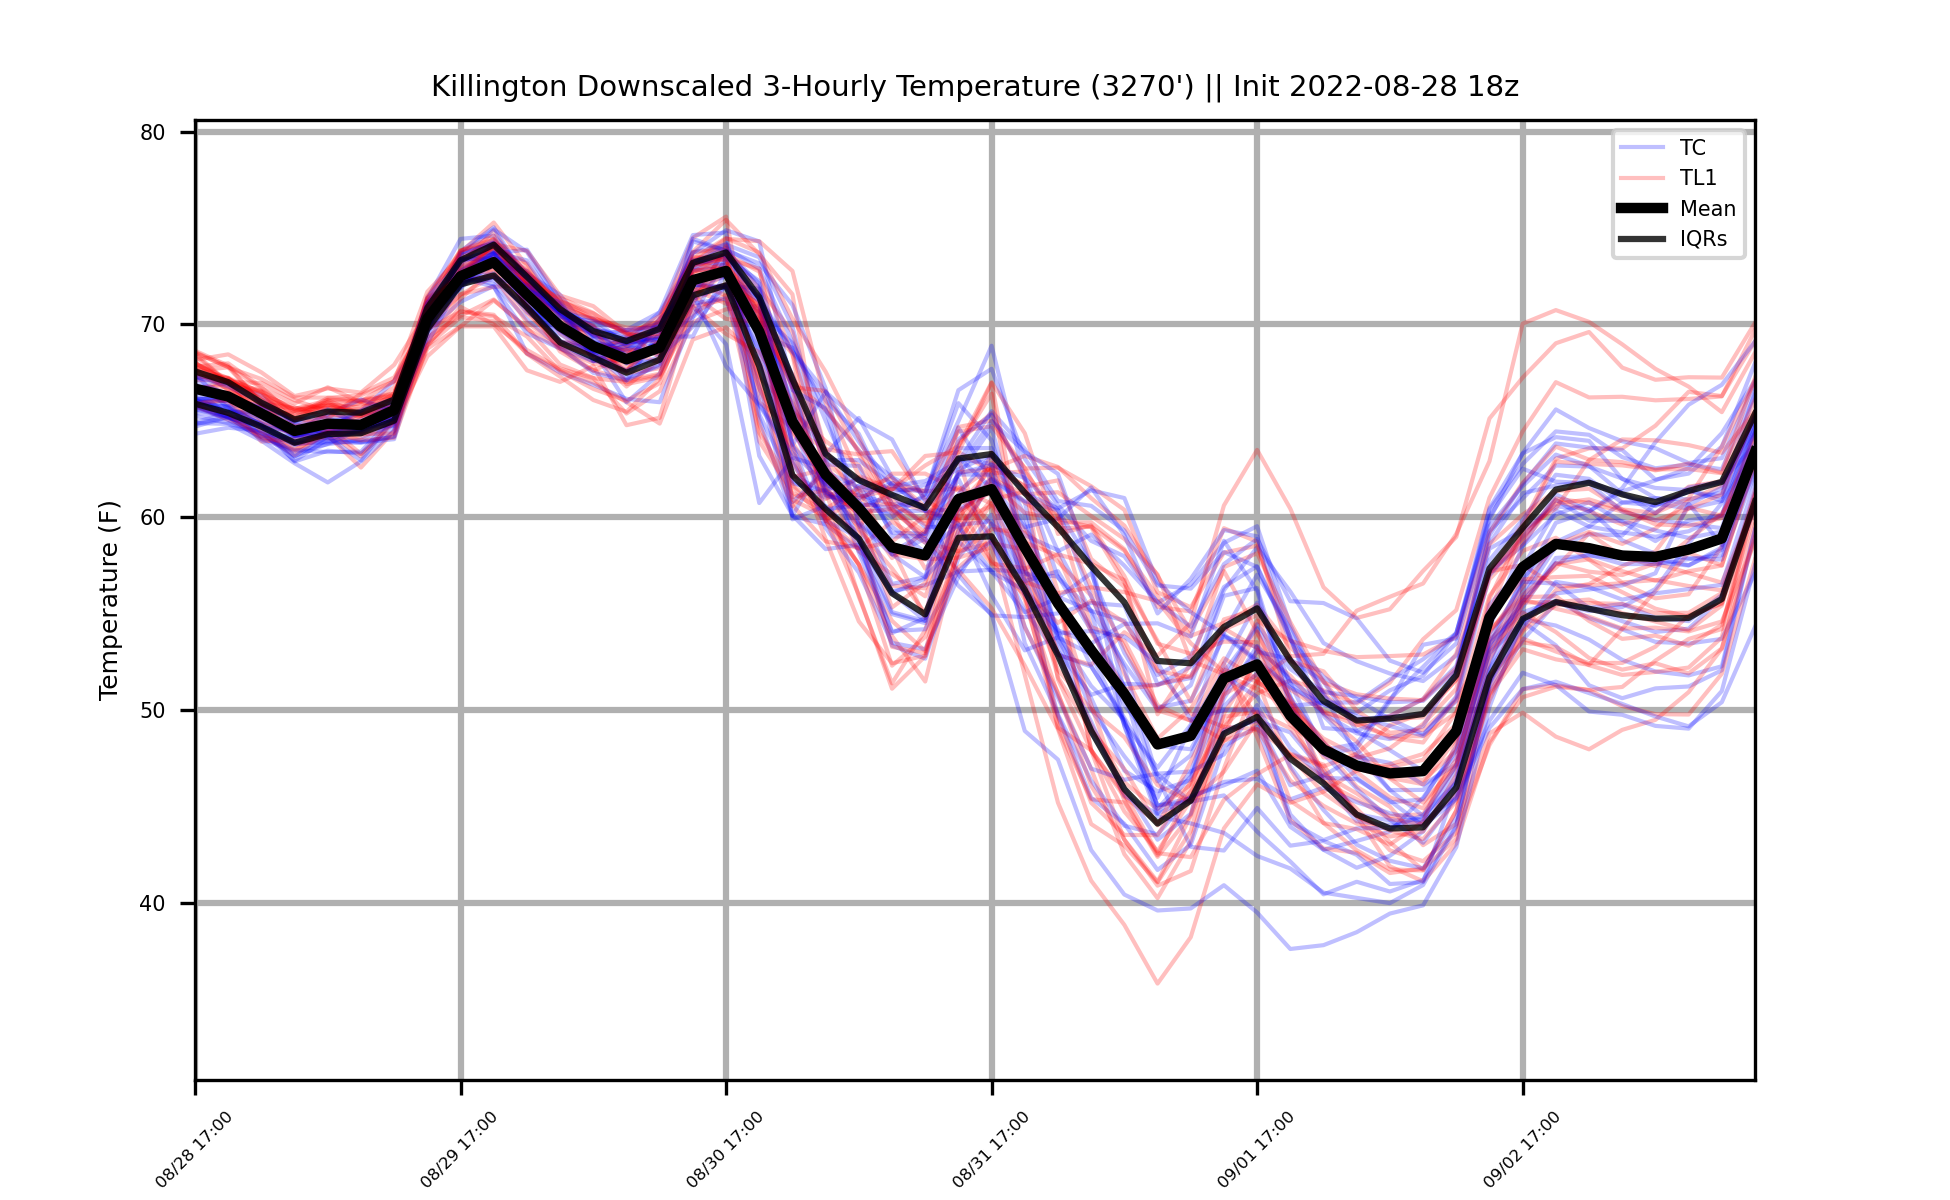 Killington Downscaled 3-Hourly Temperature (3270') || Init 2022-08-28 18z
TC
TL1
Mean
IQRs
Temperature (F)
80
70
60
50
40
08/28 17:00
08/29 17:00
08/30 17:00
08/31 17:00
09/01 17:00
09/02 17:00